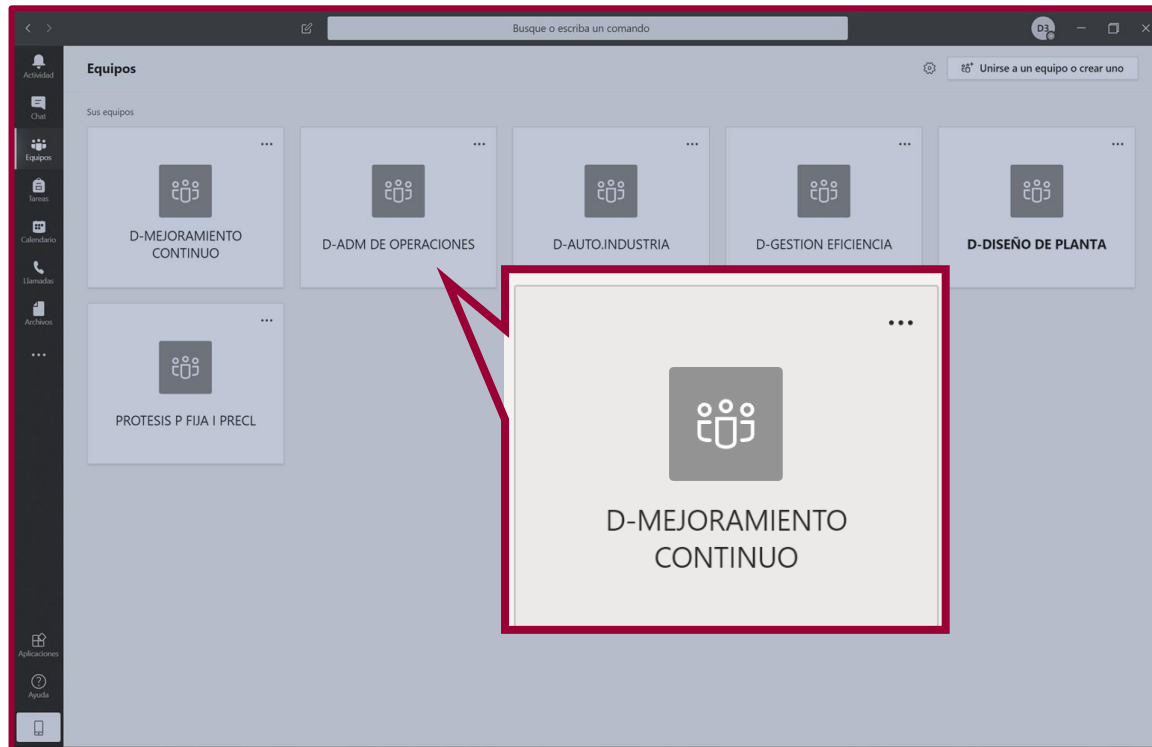 Busque o escriba un comando
D3
Actividad
Chat
Equipos
Tareas
Calendario
Llamadas
Archivos
Aplicaciones
Ayuda
Equipos
Unirse a un equipo o crear uno
Sus equipos
D-MEJORAMIENTO
CONTINUO
D-ADM DE OPERACIONES
D-AUTO.INDUSTRIA
D-GESTION EFICIENCIA
D-DISEÑO DE PLANTA
PROTESIS P FIJA I PRECL
D-MEJORAMIENTO
CONTINUO